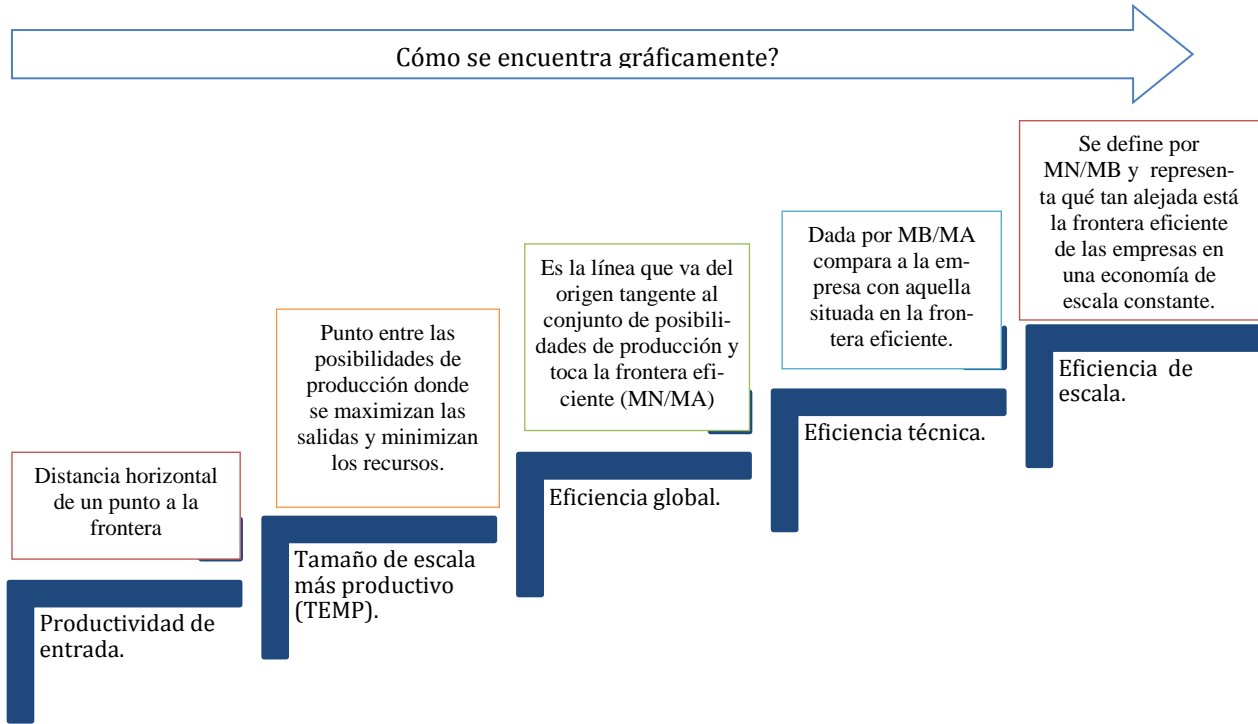 Cómo se encuentra gráficamente?
Distancia horizontal
de un punto a la
frontera
Productividad de
entrada.
Punto entre las
posibilidades de
producción donde
se maximizan las
salidas y minimizan
los recursos.
Tamaño de escala
más productivo
(TEMP).
Es la línea que va del
origen tangente al
conjunto de posibili-
dades de producción y
toca la frontera efi-
ciente (MN/MA)
Eficiencia global.
Dada por MB/MA
compara a la em-
presa con aquella
situada en la fron-
tera eficiente.
Eficiencia técnica.
Se define por
MN/MB y represen-
ta qué tan alejada está
la frontera eficiente
de las empresas en
una economía de
escala constante.
Eficiencia de
escala.